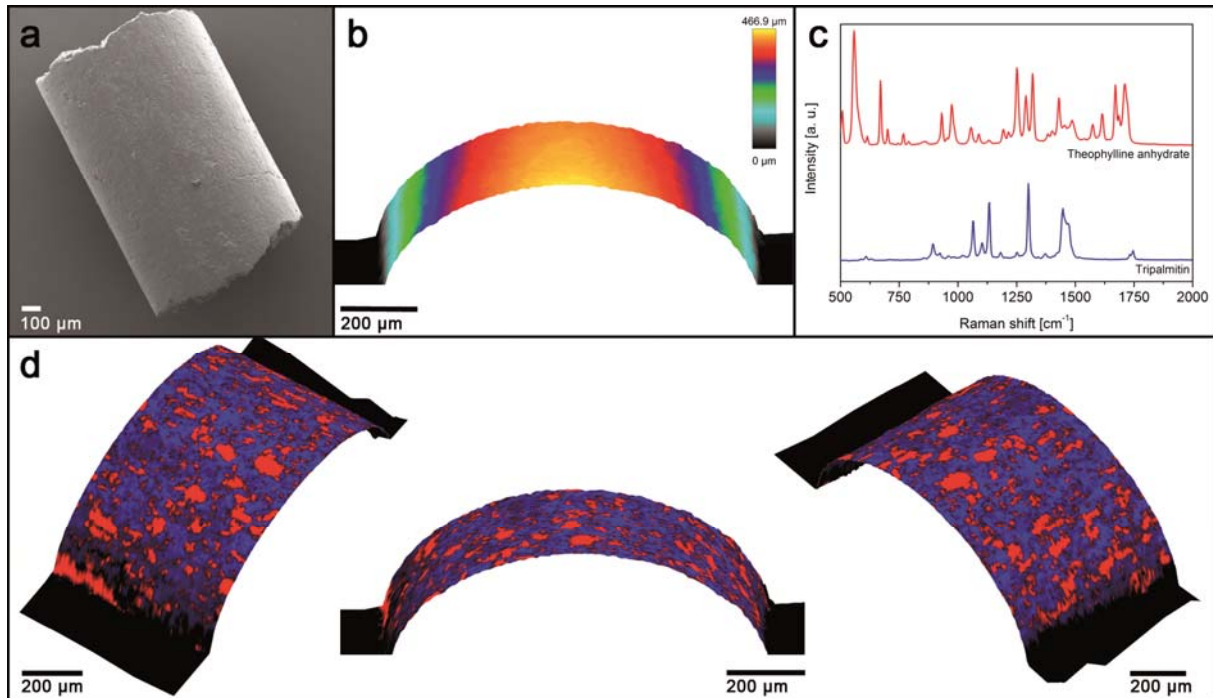 a
100 µm
b
466.9 µm
0 µm
200 µm
c
Intensity [a. u.]
Theophylline anhydrate
Tripalmitin
500 750 1000 1250 1500 1750 2000
Raman shift [cm⁻¹]
d
200 µm
200 µm
200 µm